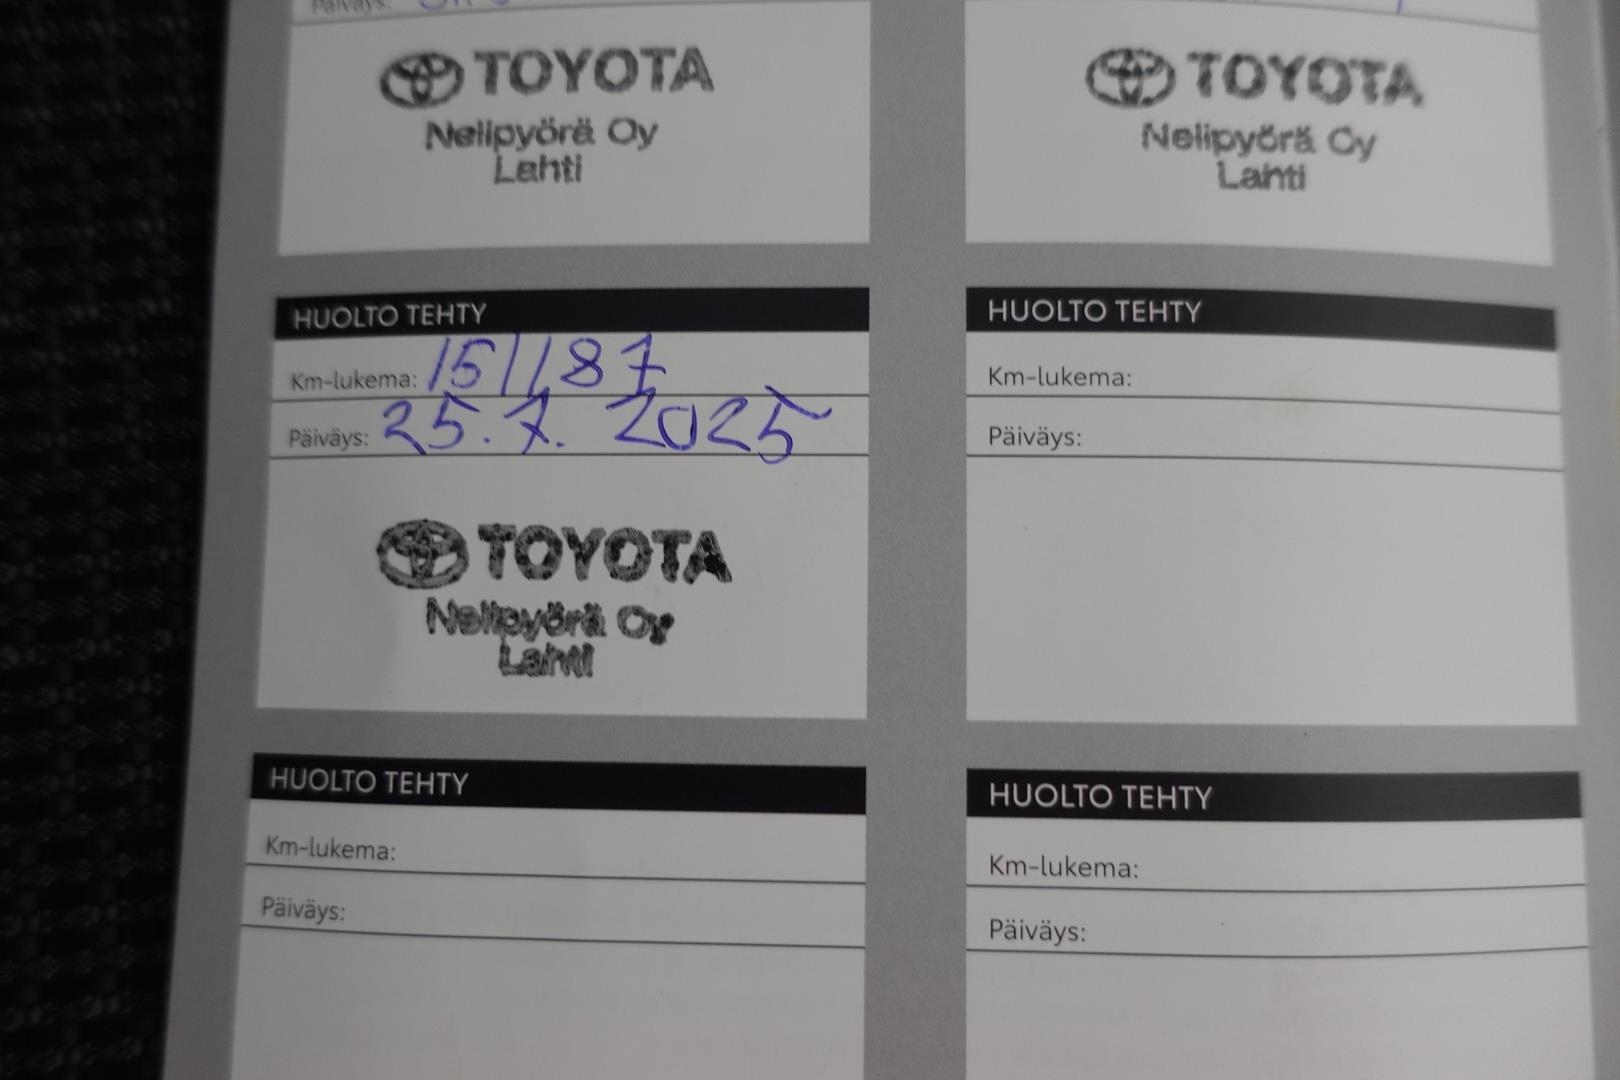 Päiväys:
TOYOTA
Nelipyörä Oy
Lahti
TOYOTA
Nelipyörä Oy
Lahti
HUOLTO TEHTY
Km-lukema: 151187
Päiväys: 25.7. 2025
TOYOTA
Nelipyörä Oy
Lahti
HUOLTO TEHTY
Km-lukema:
Päiväys:
HUOLTO TEHTY
Km-lukema:
Päiväys:
HUOLTO TEHTY
Km-lukema:
Päiväys: